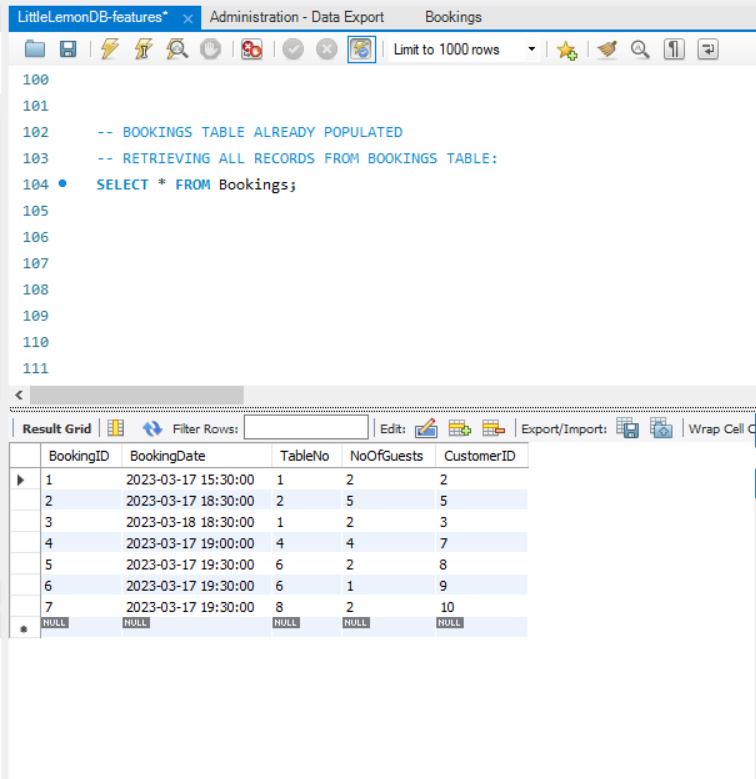 LittleLemonDB-features* × Administration - Data Export Bookings
Limit to 1000 rows
100
101
102 -- BOOKINGS TABLE ALREADY POPULATED
103 -- RETRIEVING ALL RECORDS FROM BOOKINGS TABLE:
104 SELECT * FROM Bookings;
105
106
107
108
109
110
111
Result Grid Filter Rows: Edit: Export/Import: Wrap Cell C
BookingID BookingDate TableNo NoOfGuests CustomerID
1 2023-03-17 15:30:00 1 2 2
2 2023-03-17 18:30:00 2 5 5
3 2023-03-18 18:30:00 1 2 3
4 2023-03-17 19:00:00 4 4 7
5 2023-03-17 19:30:00 6 2 8
6 2023-03-17 19:30:00 6 1 9
7 2023-03-17 19:30:00 8 2 10
NULL NULL NULL NULL NULL